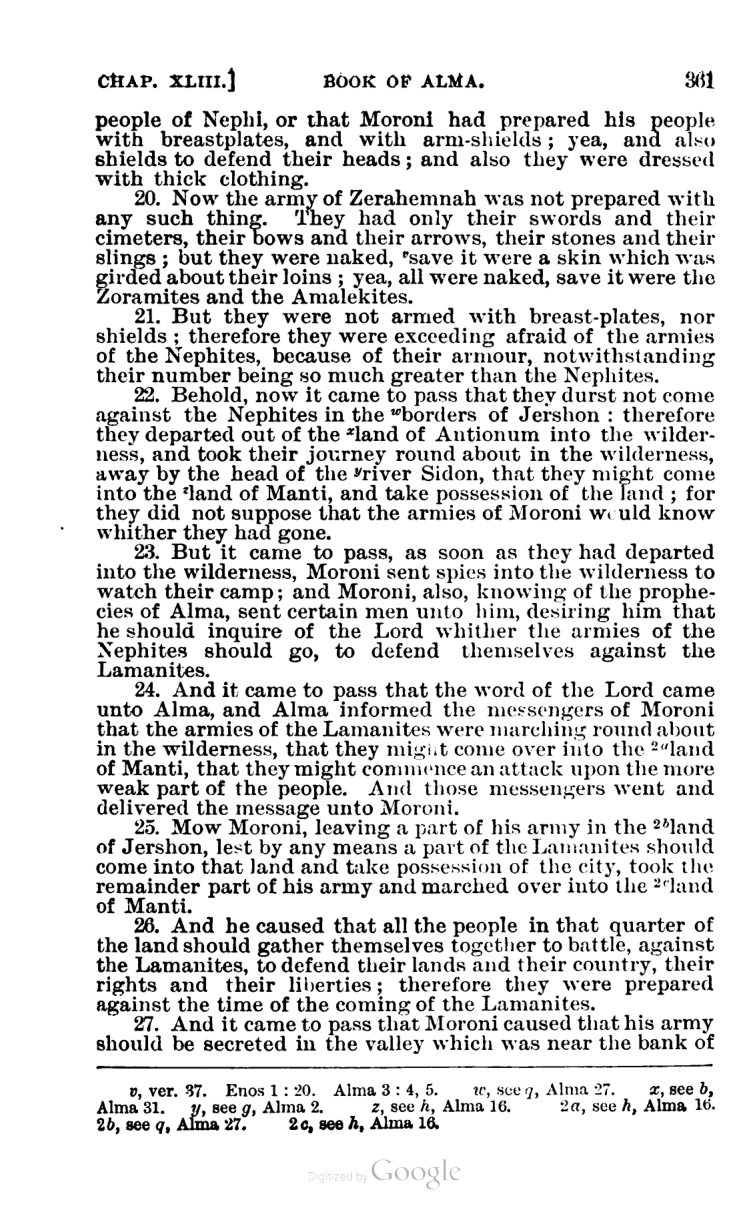 CHAP. XLIII.] BOOK OF ALMA. 361
people of Nephi, or that Moroni had prepared his people
with breastplates, and with arm-shields ; yea, and also
shields to defend their heads ; and also they were dressed
with thick clothing.
20. Now the army of Zerahemnah was not prepared with
any such thing. They had only their swords and their
cimeters, their bows and their arrows, their stones and their
slings ; but they were naked, ᵛsave it were a skin which was
girded about their loins ; yea, all were naked, save it were the
Zoramites and the Amalekites.
21. But they were not armed with breast-plates, nor
shields ; therefore they were exceeding afraid of the armies
of the Nephites, because of their armour, notwithstanding
their number being so much greater than the Nephites.
22. Behold, now it came to pass that they durst not come
against the Nephites in the ʷborders of Jershon : therefore
they departed out of the ˣland of Antionum into the wilder-
ness, and took their journey round about in the wilderness,
away by the head of the ʸriver Sidon, that they might come
into the ᶻland of Manti, and take possession of the land ; for
they did not suppose that the armies of Moroni would know
whither they had gone.
23. But it came to pass, as soon as they had departed
into the wilderness, Moroni sent spies into the wilderness to
watch their camp ; and Moroni, also, knowing of the prophe-
cies of Alma, sent certain men unto him, desiring him that
he should inquire of the Lord whither the armies of the
Nephites should go, to defend themselves against the
Lamanites.
24. And it came to pass that the word of the Lord came
unto Alma, and Alma informed the messengers of Moroni
that the armies of the Lamanites were marching round about
in the wilderness, that they might come over into the ²ᵃland
of Manti, that they might commence an attack upon the more
weak part of the people. And those messengers went and
delivered the message unto Moroni.
25. Mow Moroni, leaving a part of his army in the ²ᵇland
of Jershon, lest by any means a part of the Lamanites should
come into that land and take possession of the city, took the
remainder part of his army and marched over into the ²ᶜland
of Manti.
26. And he caused that all the people in that quarter of
the land should gather themselves together to battle, against
the Lamanites, to defend their lands and their country, their
rights and their liberties ; therefore they were prepared
against the time of the coming of the Lamanites.
27. And it came to pass that Moroni caused that his army
should be secreted in the valley which was near the bank of
v, ver. 37. Enos 1 : 20. Alma 3 : 4, 5. w, see q, Alma 27. x, see b,
Alma 31. y, see g, Alma 2. z, see h, Alma 16. 2a, see h, Alma 16.
2b, see q, Alma 27. 2c, see h, Alma 16.
Digitized by Google